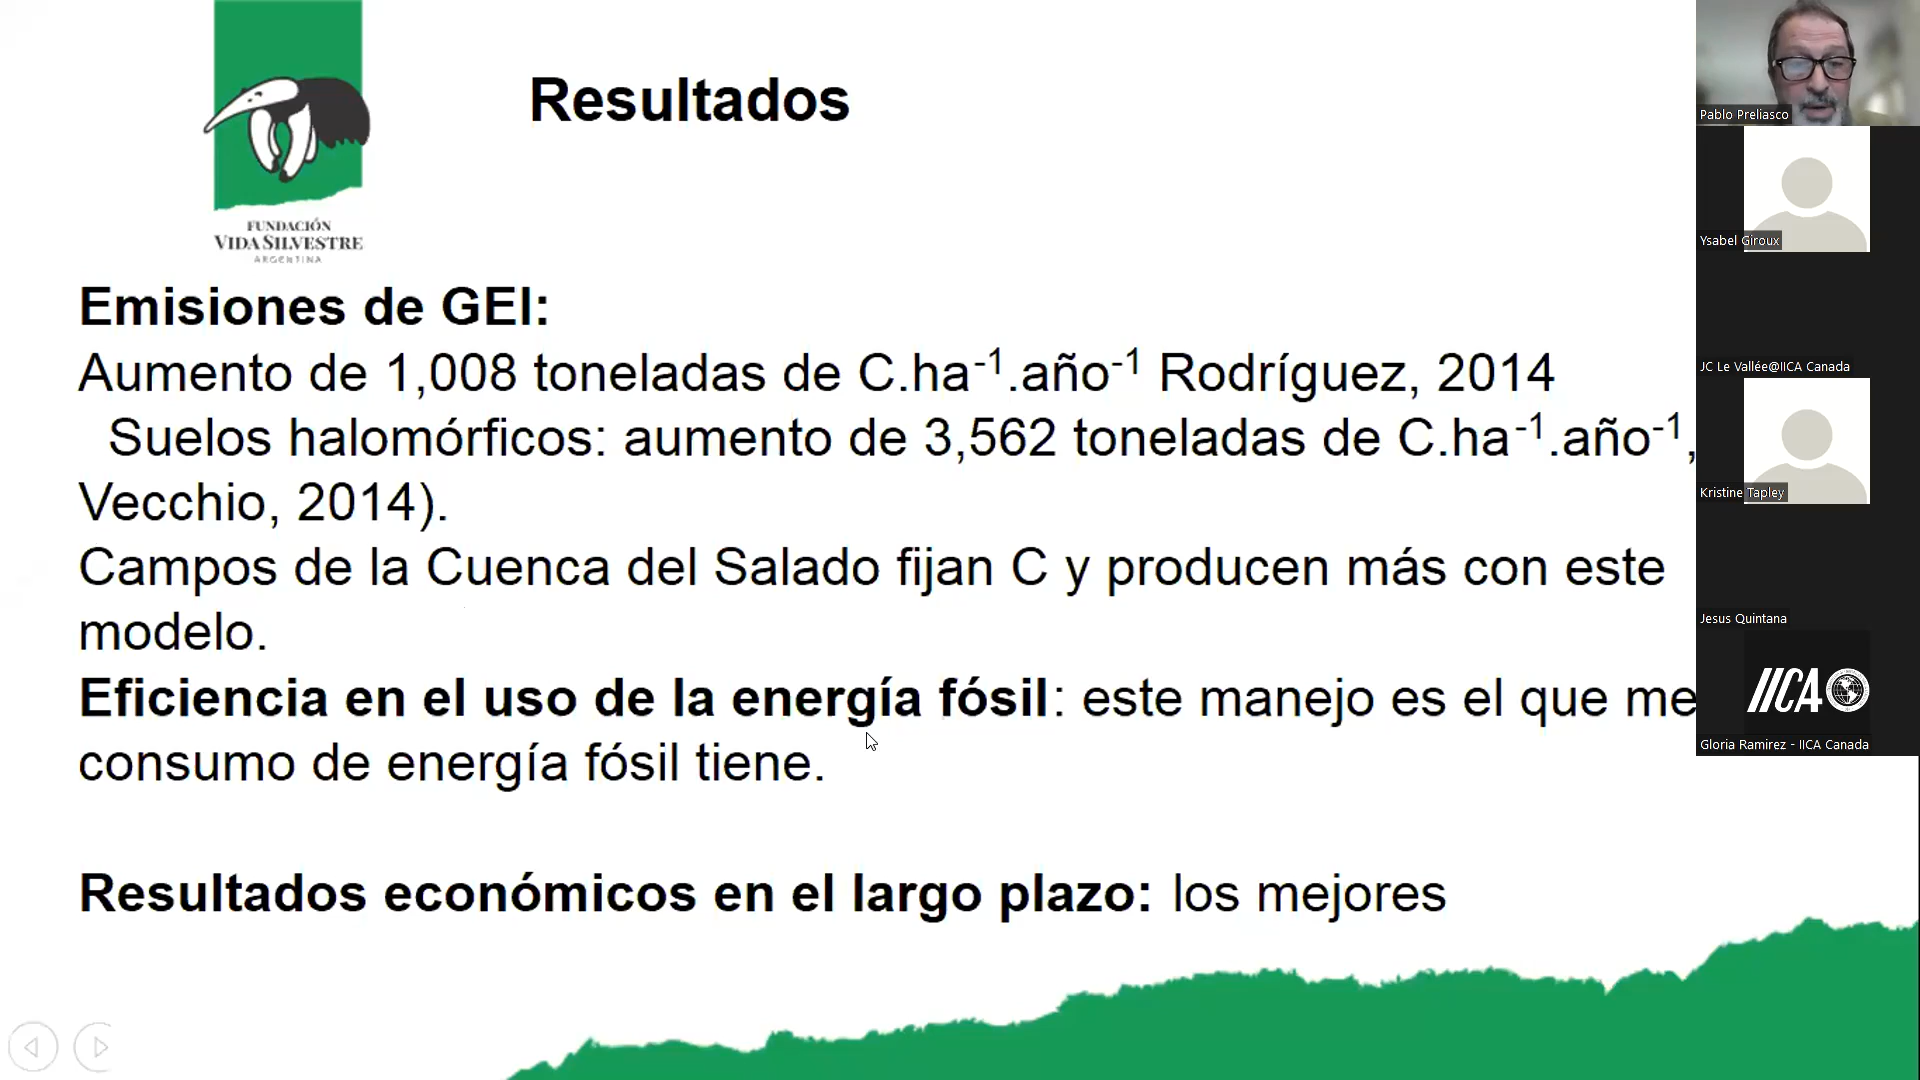 Resultados
FUNDACIÓN
VIDA SILVESTRE
ARGENTINA
Emisiones de GEI:
Aumento de 1,008 toneladas de C.ha-1.año-1 Rodríguez, 2014
Suelos halomórficos: aumento de 3,562 toneladas de C.ha-1.año-1,
Vecchio, 2014).
Campos de la Cuenca del Salado fijan C y producen más con este
modelo.
Eficiencia en el uso de la energía fósil: este manejo es el que me
consumo de energía fósil tiene.
Resultados económicos en el largo plazo: los mejores
Pablo Preliasco
Ysabel Giroux
JC Le Vallée@IICA Canada
Kristine Tapley
Jesus Quintana
IICA
Gloria Ramirez - IICA Canada